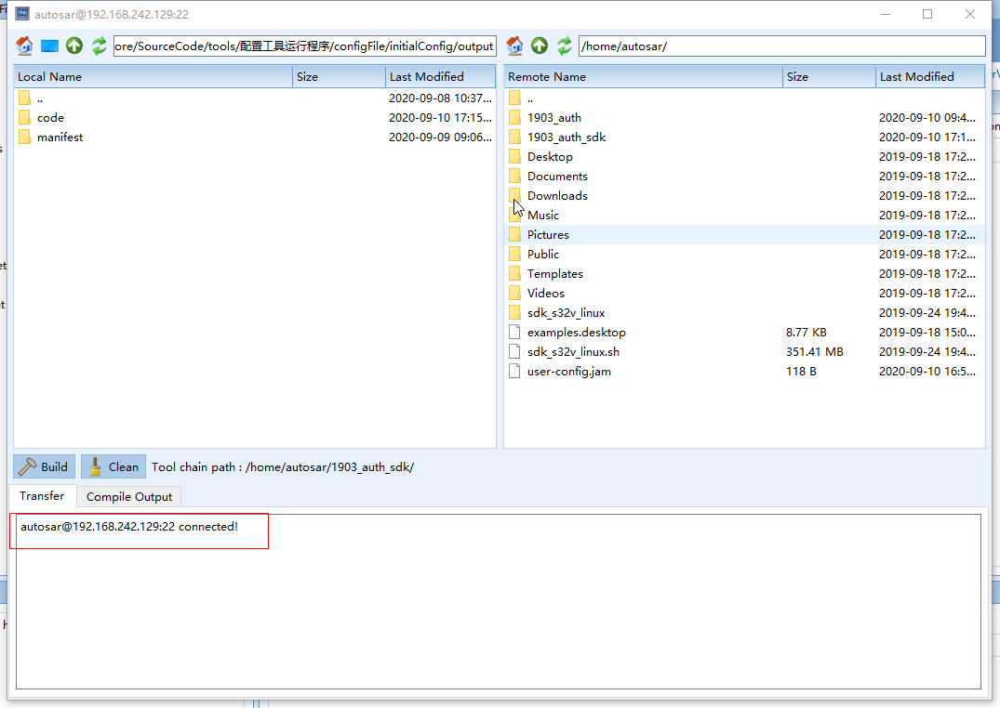 autosar@192.168.242.129:22
ore/SourceCode/tools/配置工具运行程序/configFile/initialConfig/output
/home/autosar/
Local Name Size Last Modified
.. 2020-09-08 10:37...
code 2020-09-10 17:15...
manifest 2020-09-09 09:06...
Remote Name Size Last Modified
..
1903_auth 2020-09-10 09:4...
1903_auth_sdk 2020-09-10 17:1...
Desktop 2019-09-18 17:2...
Documents 2019-09-18 17:2...
Downloads 2019-09-18 17:2...
Music 2019-09-18 17:2...
Pictures 2019-09-18 17:2...
Public 2019-09-18 17:2...
Templates 2019-09-18 17:2...
Videos 2019-09-18 17:2...
sdk_s32v_linux 2019-09-24 19:4...
examples.desktop 8.77 KB 2019-09-18 15:0...
sdk_s32v_linux.sh 351.41 MB 2019-09-24 19:4...
user-config.jam 118 B 2020-09-10 16:5...
Build Clean Tool chain path : /home/autosar/1903_auth_sdk/
Transfer Compile Output
autosar@192.168.242.129:22 connected!